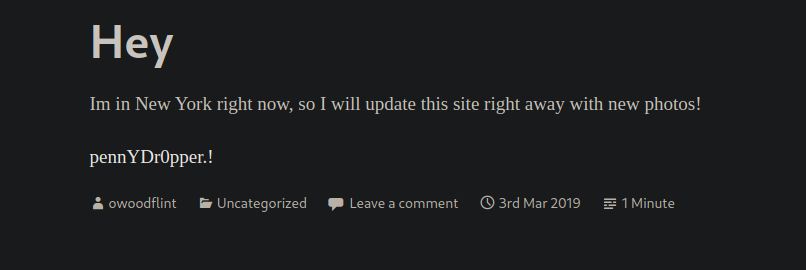 Hey
Im in New York right now, so I will update this site right away with new photos!
pennYDr0pper.!
owoodflint Uncategorized Leave a comment 3rd Mar 2019 1 Minute